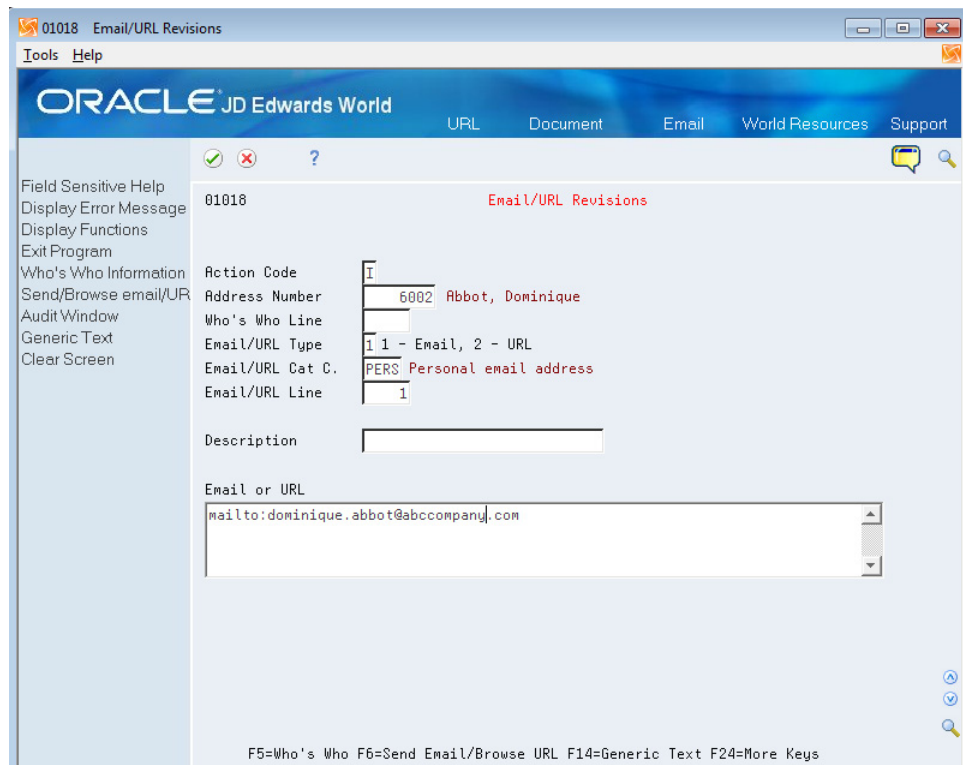 01018 Email/URL Revisions
Tools Help
ORACLE JD Edwards World
URL Document Email World Resources Support
?
Field Sensitive Help
Display Error Message
Display Functions
Exit Program
Who's Who Information
Send/Browse email/UR
Audit Window
Generic Text
Clear Screen
01018 Email/URL Revisions
Action Code I
Address Number 6002 Abbot, Dominique
Who's Who Line
Email/URL Type 1 1 - Email, 2 - URL
Email/URL Cat C. PERS Personal email address
Email/URL Line 1
Description
Email or URL
mailto:dominique.abbot@abccompany.com
F5=Who's Who F6=Send Email/Browse URL F14=Generic Text F24=More Keys